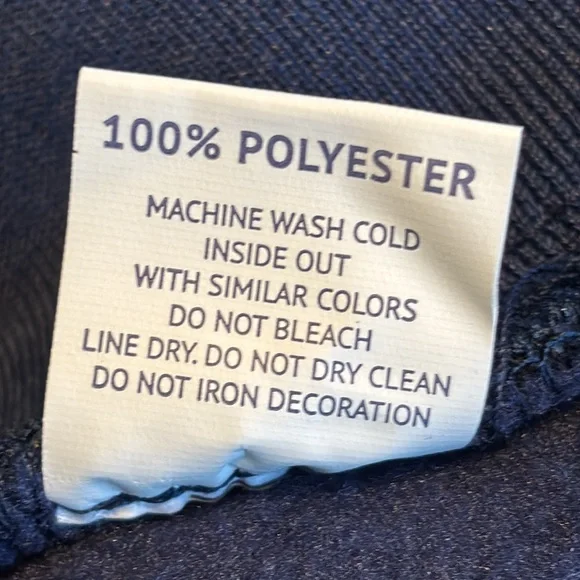 100% POLYESTER
MACHINE WASH COLD
INSIDE OUT
WITH SIMILAR COLORS
DO NOT BLEACH
LINE DRY. DO NOT DRY CLEAN
DO NOT IRON DECORATION